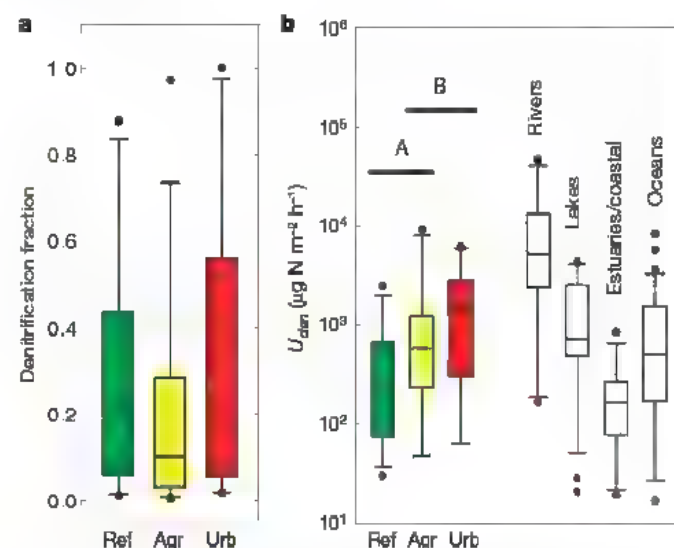 a
Denitrification fraction
1 0
0.8
0.6
0.4
0.2
0.0
Ref Agr Urb
b
U_den (µg N m⁻² h⁻¹)
10⁶
10⁵
10⁴
10³
10²
10¹
A
B
Rivers
Lakes
Estuaries/coastal
Oceans
Ref Agr Urb